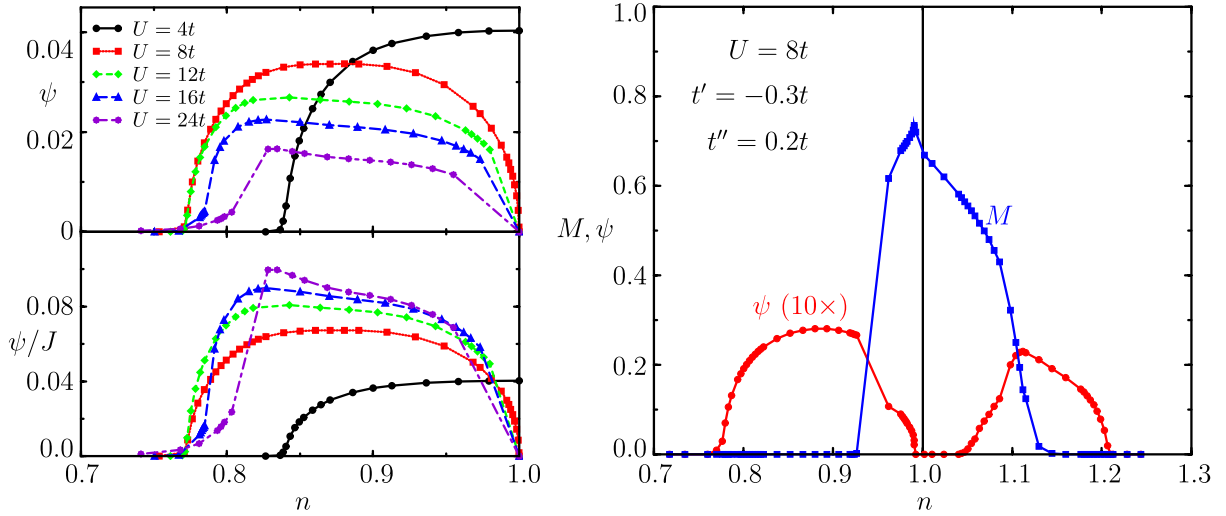 0.04
0.02
0
ψ
U = 4t
U = 8t
U = 12t
U = 16t
U = 24t
0.08
0.04
0.0
ψ/J
0.7 0.8 0.9 1.0
n
1.0
0.8
0.6
0.4
0.2
0.0
M, ψ
U = 8t
t′ = −0.3t
t″ = 0.2t
M
ψ (10×)
0.7 0.8 0.9 1.0 1.1 1.2 1.3
n